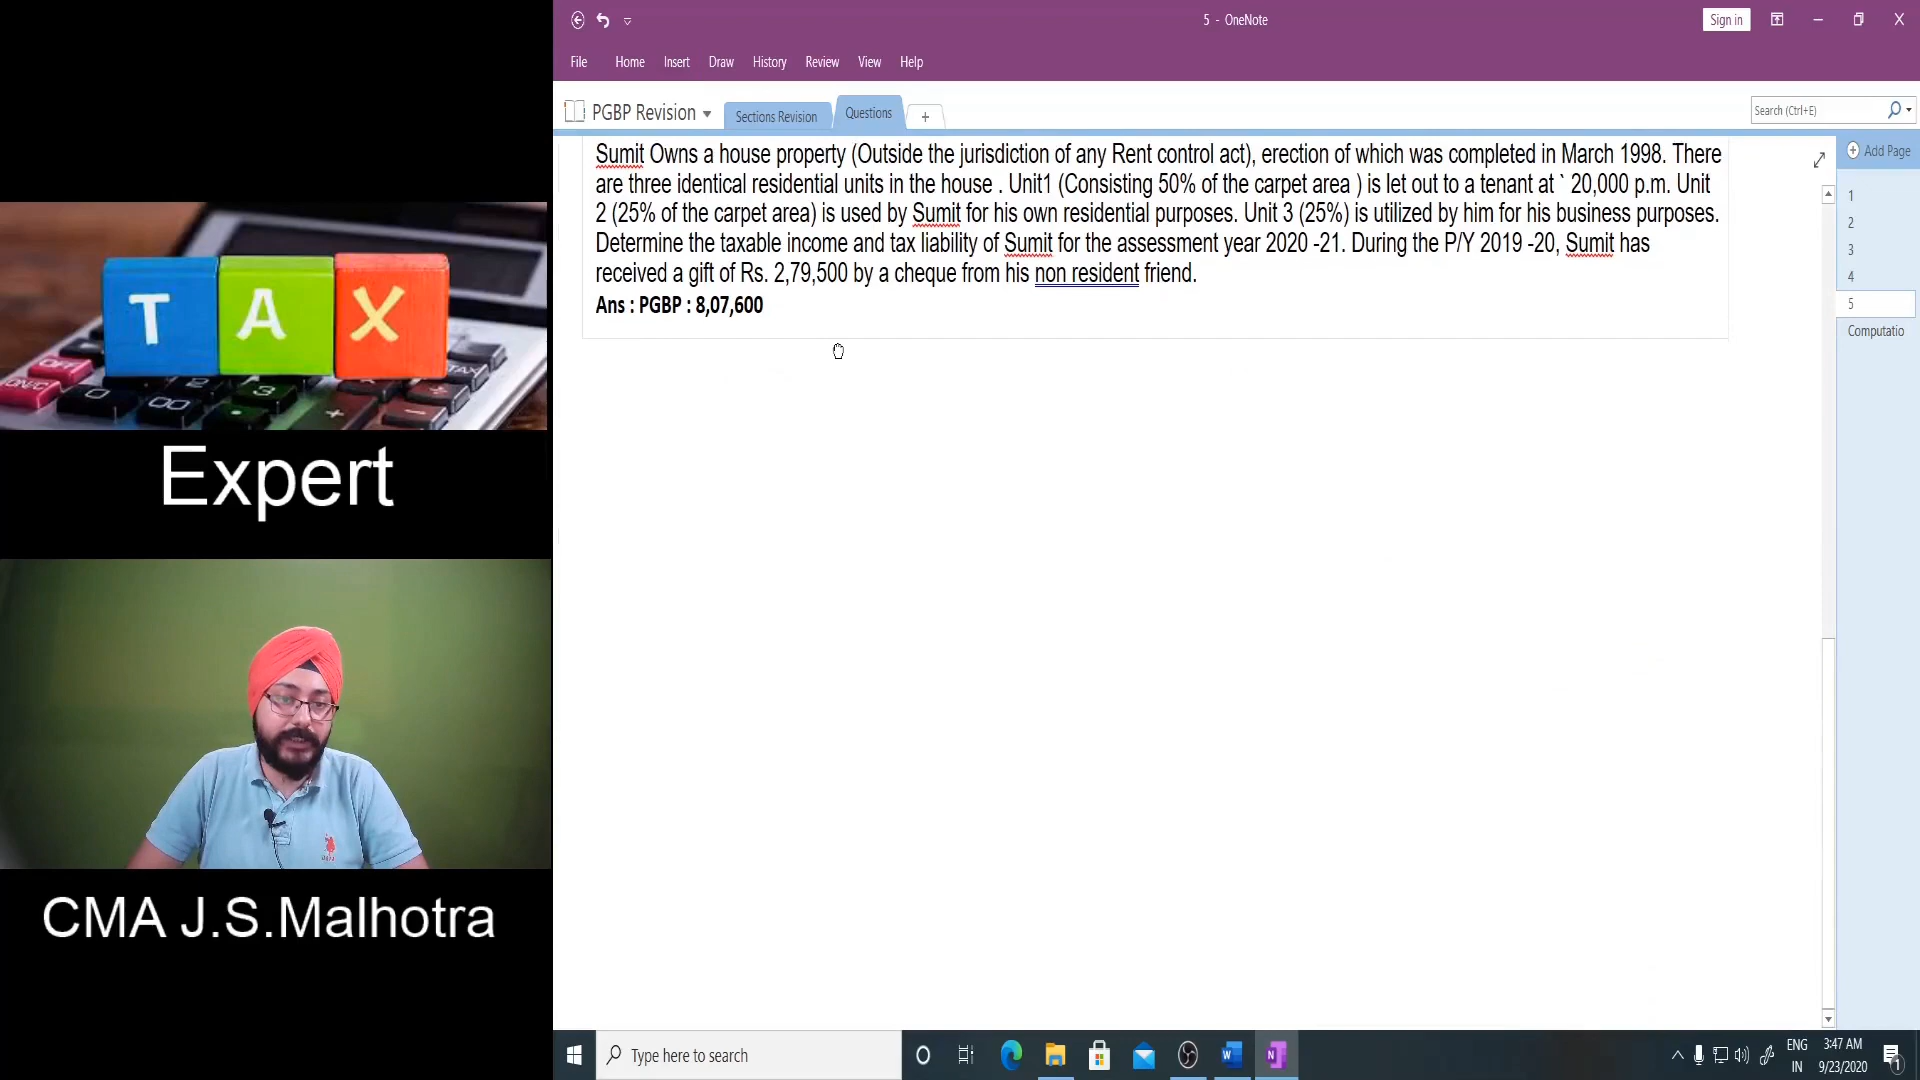 5 - OneNote
Sign in
File Home Insert Draw History Review View Help
PGBP Revision Sections Revision Questions +
Search (Ctrl+E)
Add Page
Sumit Owns a house property (Outside the jurisdiction of any Rent control act), erection of which was completed in March 1998. There
are three identical residential units in the house . Unit1 (Consisting 50% of the carpet area ) is let out to a tenant at ` 20,000 p.m. Unit
2 (25% of the carpet area) is used by Sumit for his own residential purposes. Unit 3 (25%) is utilized by him for his business purposes.
Determine the taxable income and tax liability of Sumit for the assessment year 2020 -21. During the P/Y 2019 -20, Sumit has
received a gift of Rs. 2,79,500 by a cheque from his non resident friend.
Ans : PGBP : 8,07,600
1
2
3
4
5
Computatio
TAX
OFF
ON/C
0
00
3
+
−
TAX
Expert
CMA J.S.Malhotra
Type here to search
ENG
IN
3:47 AM
9/23/2020
1